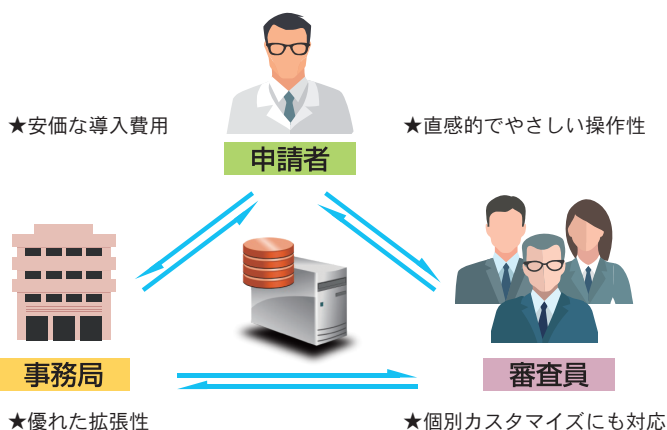 ★安価な導入費用
★直感的でやさしい操作性
申請者
事務局
審査員
★優れた拡張性
★個別カスタマイズにも対応